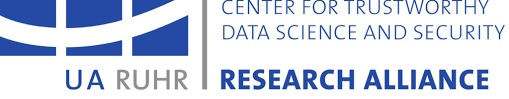 CENTER FOR TRUSTWORTHY
DATA SCIENCE AND SECURITY
UA RUHR RESEARCH ALLIANCE